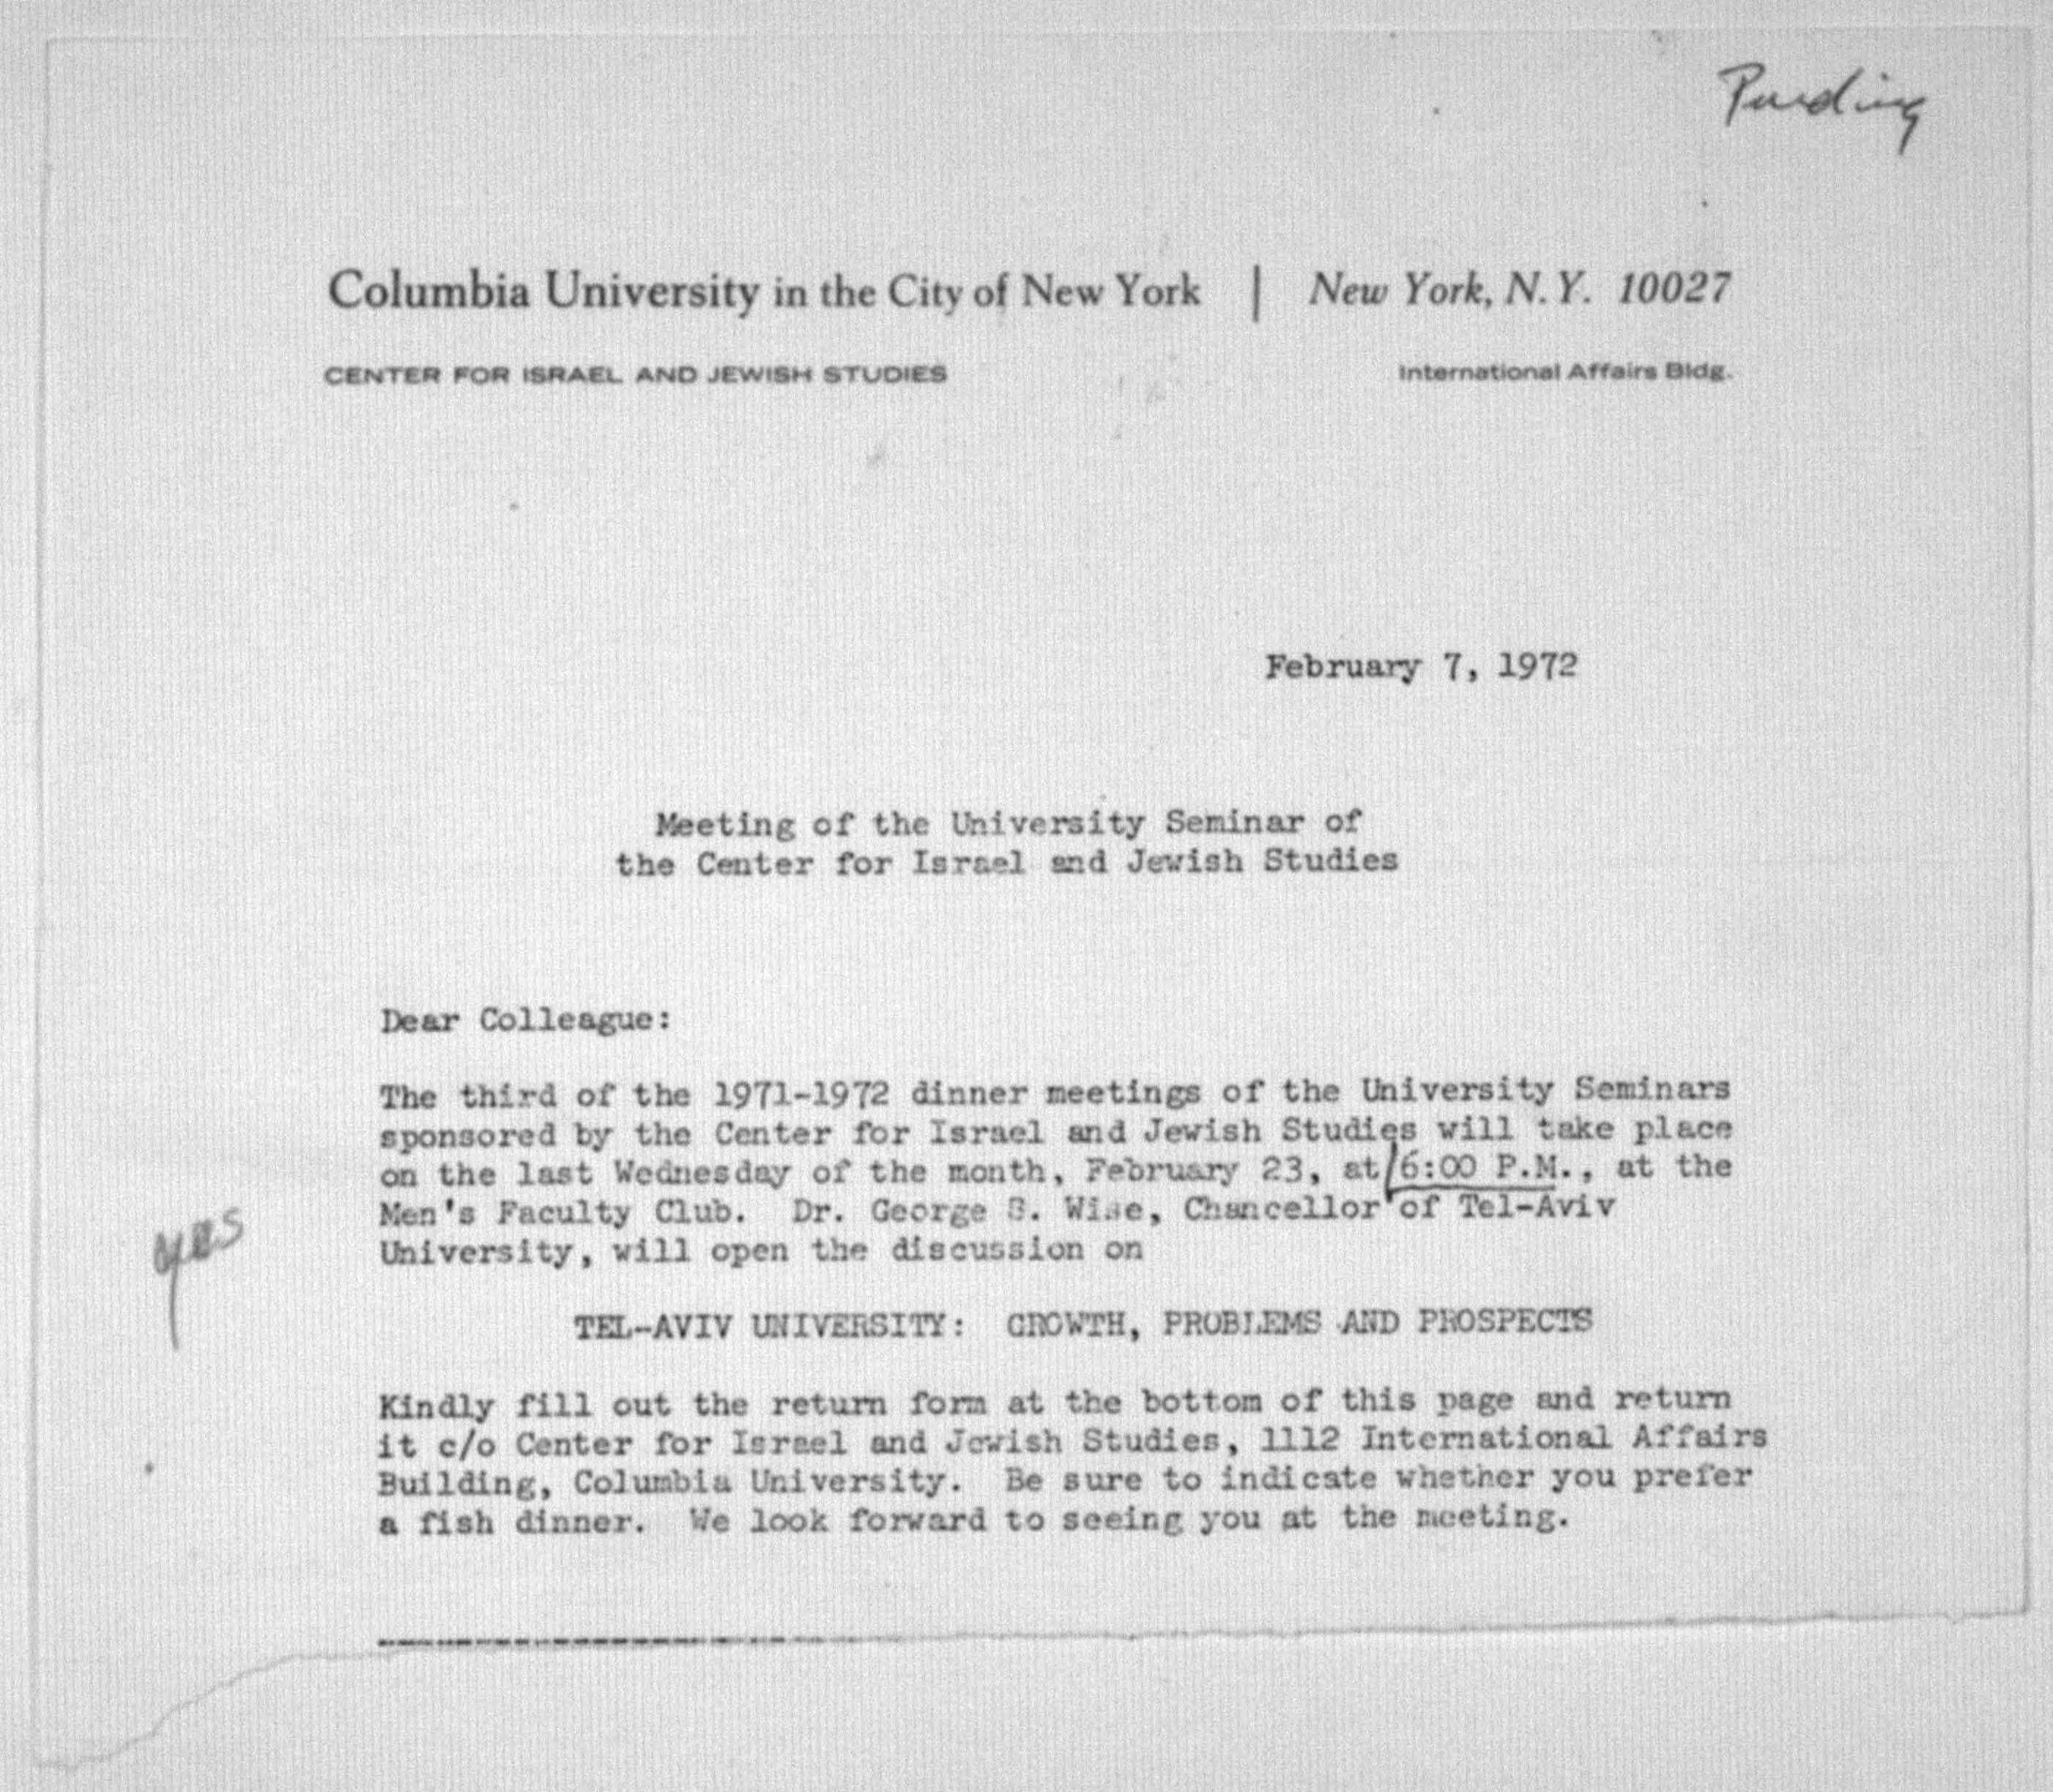 Pending
Columbia University in the City of New York | New York, N. Y. 10027
CENTER FOR ISRAEL AND JEWISH STUDIES International Affairs Bldg.
February 7, 1972
Meeting of the University Seminar of
the Center for Israel and Jewish Studies
Dear Colleague:
The third of the 1971-1972 dinner meetings of the University Seminars
sponsored by the Center for Israel and Jewish Studies will take place
on the last Wednesday of the month, February 23, at 6:00 P.M., at the
Men's Faculty Club. Dr. George S. Wise, Chancellor of Tel-Aviv
yes
University, will open the discussion on
TEL-AVIV UNIVERSITY: GROWTH, PROBLEMS AND PROSPECTS
Kindly fill out the return form at the bottom of this page and return
it c/o Center for Israel and Jewish Studies, 1112 International Affairs
Building, Columbia University. Be sure to indicate whether you prefer
a fish dinner. We look forward to seeing you at the meeting.